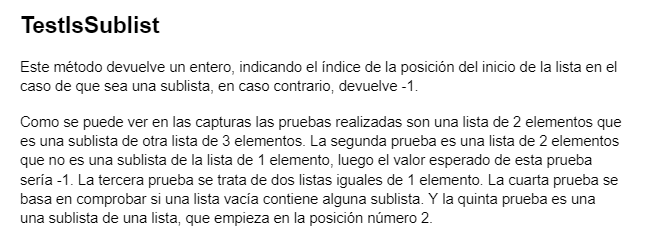 TestIsSublist
Este método devuelve un entero, indicando el índice de la posición del inicio de la lista en el
caso de que sea una sublista, en caso contrario, devuelve -1.
Como se puede ver en las capturas las pruebas realizadas son una lista de 2 elementos que
es una sublista de otra lista de 3 elementos. La segunda prueba es una lista de 2 elementos
que no es una sublista de la lista de 1 elemento, luego el valor esperado de esta prueba
sería -1. La tercera prueba se trata de dos listas iguales de 1 elemento. La cuarta prueba se
basa en comprobar si una lista vacía contiene alguna sublista. Y la quinta prueba es una
una sublista de una lista, que empieza en la posición número 2.